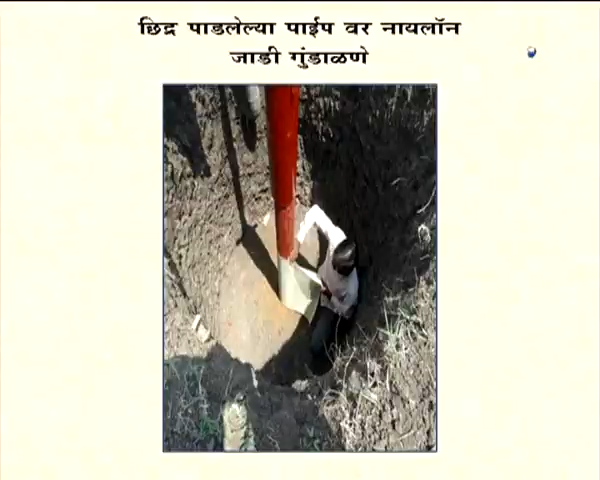 छिद्र पाडलेल्या पाईप वर नायलॉन
जाडी गुंडाळणे